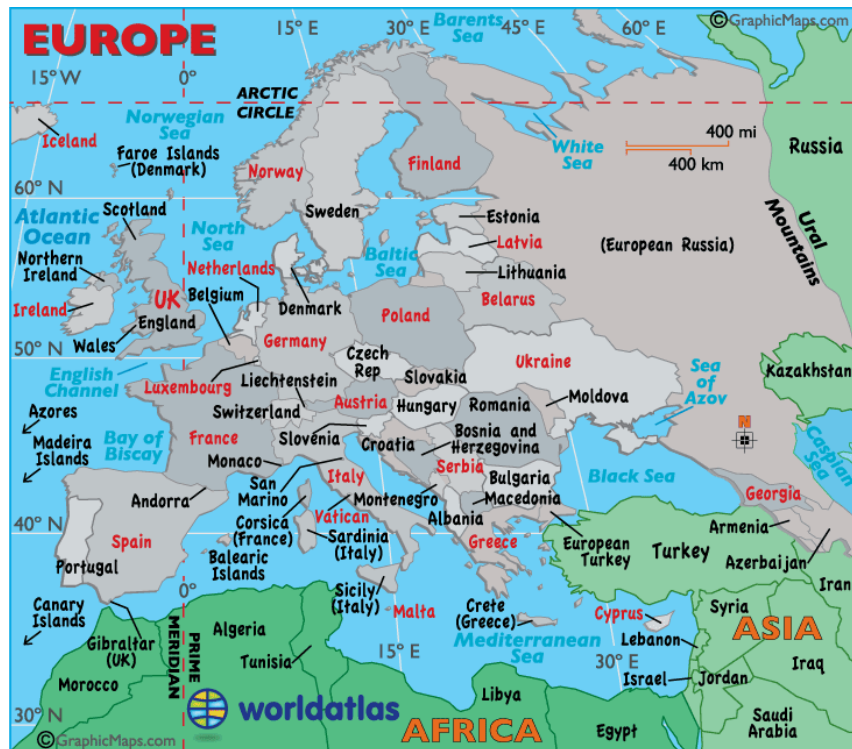 EUROPE
©GraphicMaps.com
15° W
0°
15° E
30° E
Barents
Sea
45° E
60° E
ARCTIC
CIRCLE
Norwegian
Sea
Iceland
Faroe Islands
(Denmark)
Norway
Finland
White
Sea
400 mi
400 km
Russia
60° N
Scotland
Sweden
Estonia
Ural
Mountains
Atlantic
Ocean
North
Sea
Baltic
Sea
Latvia
(European Russia)
Northern
Ireland
Netherlands
Lithuania
Ireland
UK
Belgium
Denmark
Belarus
England
Poland
Wales
Germany
50° N
Czech
Rep
Ukraine
English
Channel
Luxembourg
Liechtenstein
Slovakia
Sea
of
Azov
Kazakhstan
Azores
Switzerland
Austria
Hungary
Romania
Moldova
Madeira
Islands
Bay of
Biscay
France
Slovenia
Croatia
Bosnia and
Herzegovina
N
Caspian
Sea
Monaco
San
Marino
Italy
Serbia
Bulgaria
Black Sea
Andorra
Montenegro
Macedonia
Georgia
Corsica
(France)
Vatican
Albania
40° N
Spain
Sardinia
(Italy)
Greece
European
Turkey
Turkey
Armenia
Portugal
Balearic
Islands
Azerbaijan
Iran
0°
Sicily
(Italy)
Malta
Crete
(Greece)
Cyprus
Syria
Canary
Islands
Gibraltar
(UK)
PRIME
MERIDIAN
Algeria
Mediterranean
Sea
Lebanon
ASIA
Tunisia
15° E
30° E
Iraq
Morocco
Israel
Jordan
worldatlas
Libya
30° N
AFRICA
Egypt
Saudi
Arabia
©GraphicMaps.com